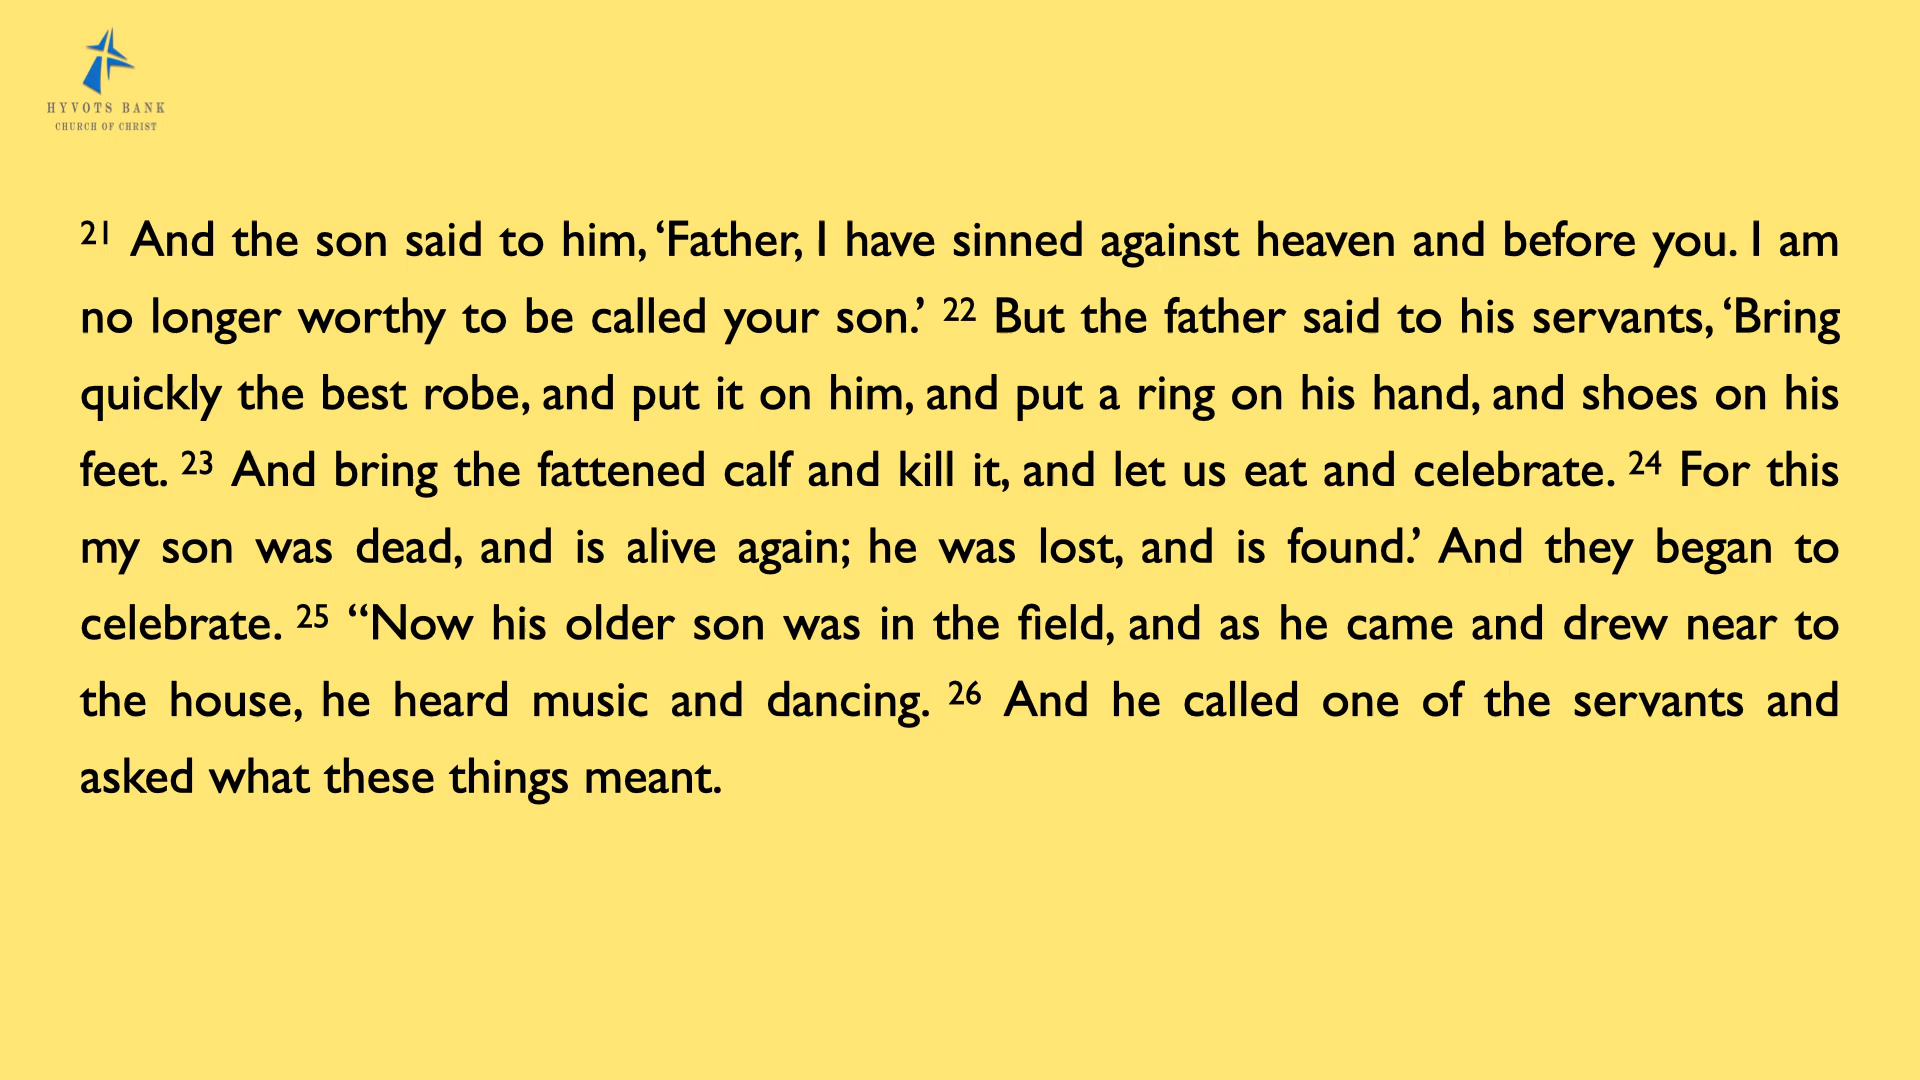 HYVOTS BANK
CHURCH OF CHRIST
21 And the son said to him, ‘Father, I have sinned against heaven and before you. I am
no longer worthy to be called your son.’ 22 But the father said to his servants, ‘Bring
quickly the best robe, and put it on him, and put a ring on his hand, and shoes on his
feet. 23 And bring the fattened calf and kill it, and let us eat and celebrate. 24 For this
my son was dead, and is alive again; he was lost, and is found.’ And they began to
celebrate. 25 “Now his older son was in the field, and as he came and drew near to
the house, he heard music and dancing. 26 And he called one of the servants and
asked what these things meant.